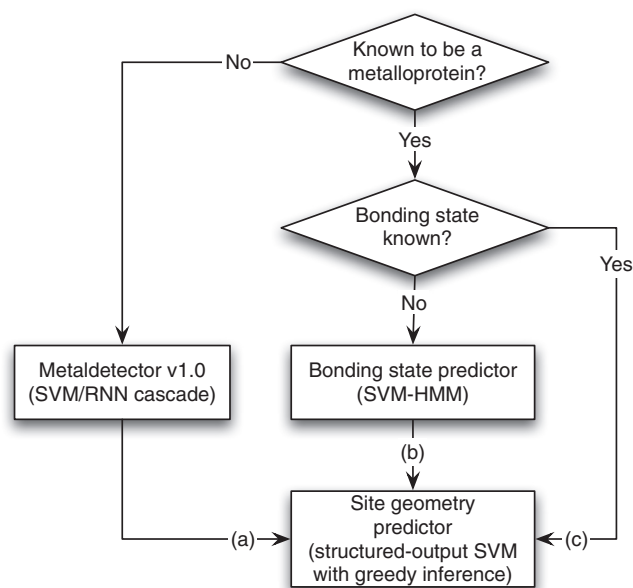 Known to be a
metalloprotein?
No
Yes
Bonding state
known?
Yes
No
Metaldetector v1.0
(SVM/RNN cascade)
Bonding state predictor
(SVM-HMM)
(b)
Site geometry
predictor
(structured-output SVM
with greedy inference)
(a)
(c)